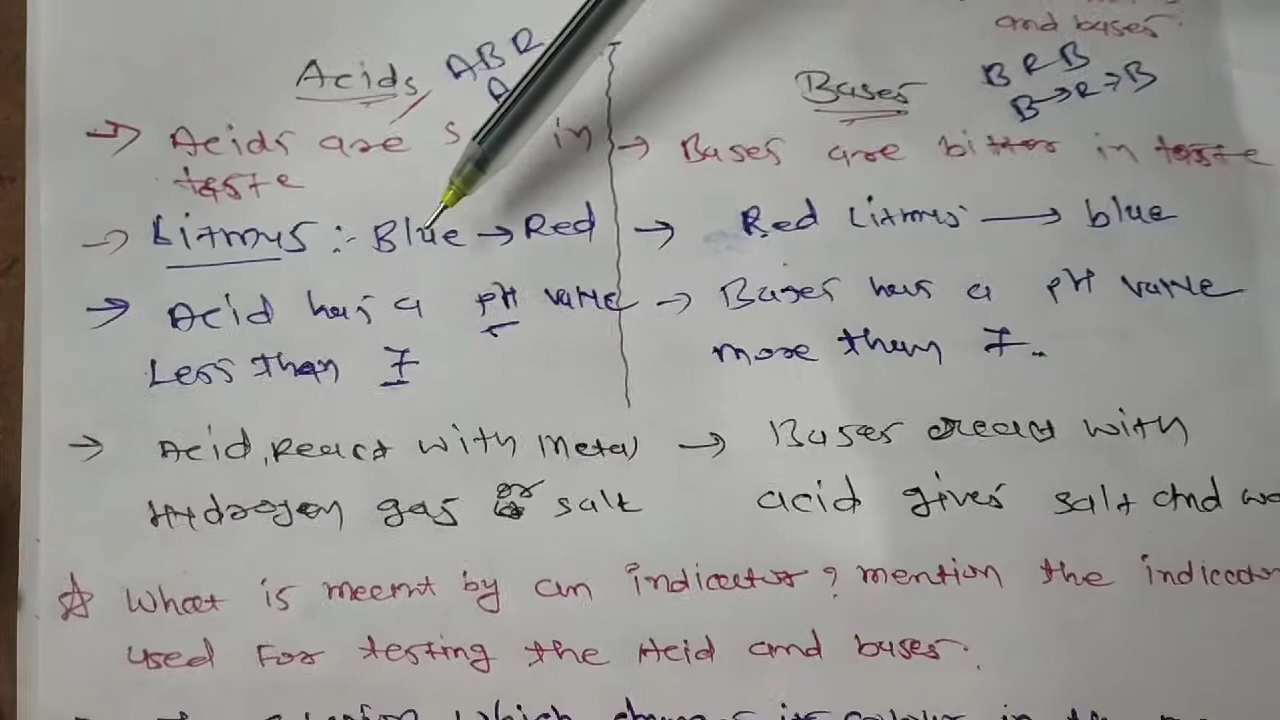 and bases.
Acids, ABR
A
Bases
BRB
B→R→B
→ Acids are s in
taste
→ Bases are bitter in taste
→ Litmus :- Blue → Red
→ Red Litmus → blue
→ Acid has a pH value
Less than 7
→ Bases has a pH value
more then 7.
→ Acid, React with metal
Hydrogen gas or salt
→ Bases react with
acid gives salt and
☆ What is meant by an indicator? mention the indicator
used For testing the Acid and bases.
which in